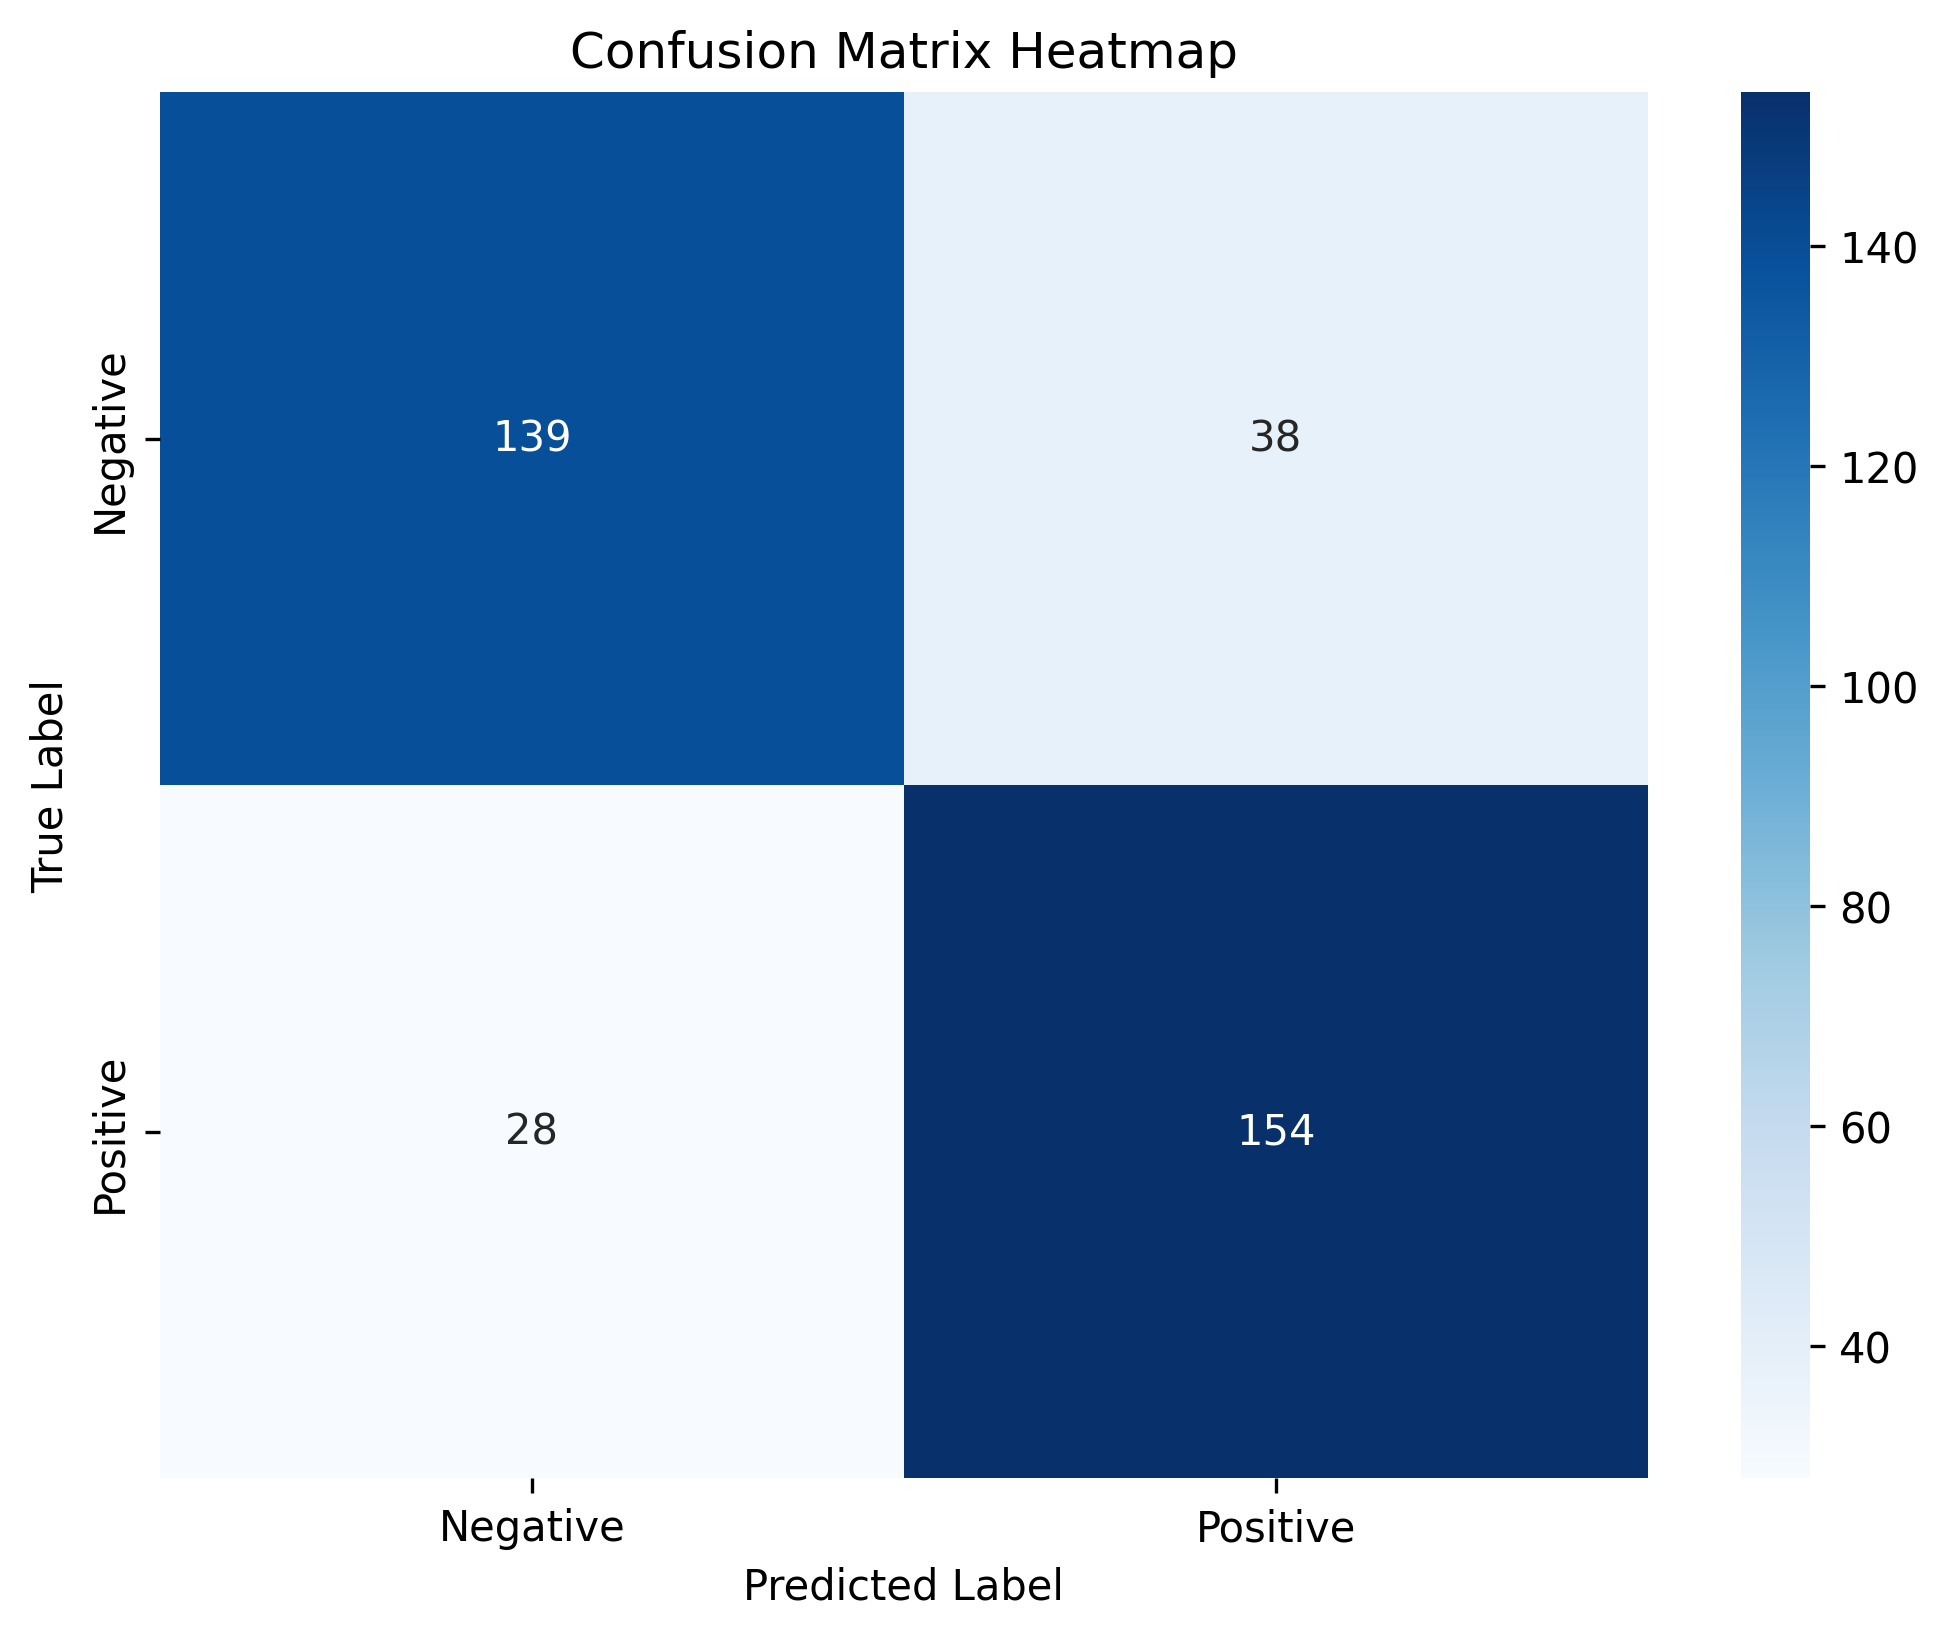 Confusion Matrix Heatmap
True Label
Negative
Positive
139
38
28
154
Negative
Positive
Predicted Label
140
120
100
80
60
40